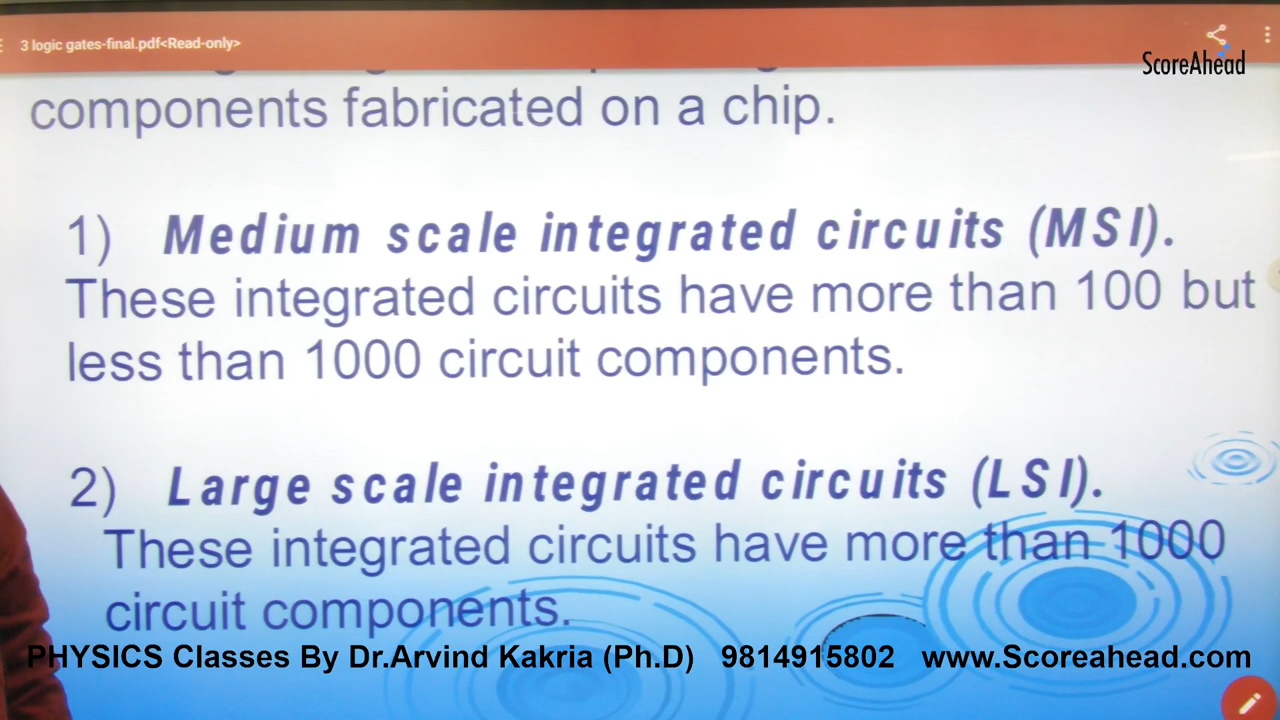 3 logic gates-final.pdf<Read-only>
ScoreAhead
components fabricated on a chip.
1) Medium scale integrated circuits (MSI).
These integrated circuits have more than 100 but
less than 1000 circuit components.
2) Large scale integrated circuits (LSI).
These integrated circuits have more than 1000
circuit components.
PHYSICS Classes By Dr.Arvind Kakria (Ph.D) 9814915802 www.Scoreahead.com